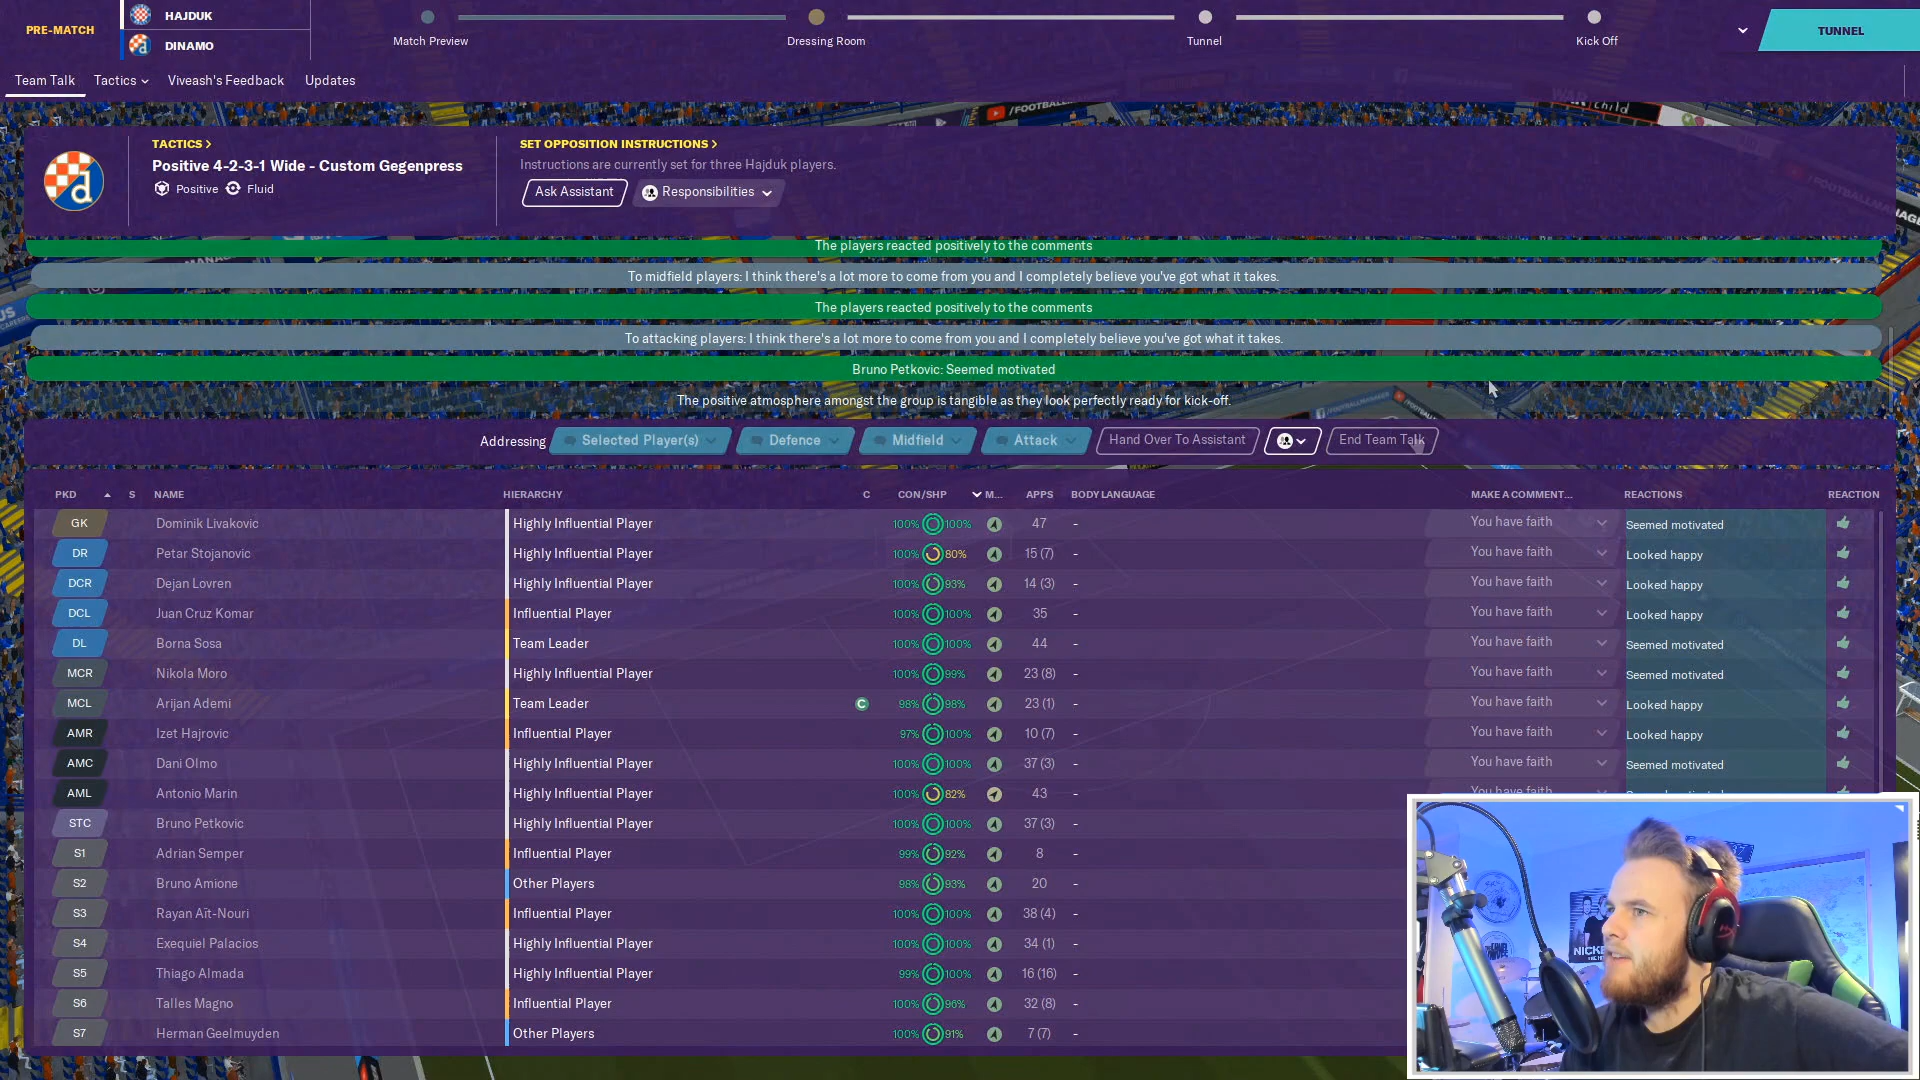 PRE-MATCH
HAJDUK
DINAMO
Match Preview
Dressing Room
Tunnel
Kick Off
TUNNEL
Team Talk Tactics Viveash's Feedback Updates
/FOOTBALLM
TACTICS >
Positive 4-2-3-1 Wide - Custom Gegenpress
Positive Fluid
SET OPPOSITION INSTRUCTIONS >
Instructions are currently set for three Hajduk players.
Ask Assistant Responsibilities
The players reacted positively to the comments
To midfield players: I think there's a lot more to come from you and I completely believe you've got what it takes.
The players reacted positively to the comments
To attacking players: I think there's a lot more to come from you and I completely believe you've got what it takes.
Bruno Petkovic: Seemed motivated
The positive atmosphere amongst the group is tangible as they look perfectly ready for kick-off.
Addressing Selected Player(s) Defence Midfield Attack Hand Over To Assistant End Team Talk
PKD S NAME HIERARCHY C CON/SHP M... APPS BODY LANGUAGE MAKE A COMMENT... REACTIONS REACTION
GK Dominik Livakovic Highly Influential Player 100% 100% 47 - You have faith Seemed motivated
DR Petar Stojanovic Highly Influential Player 100% 80% 15 (7) - You have faith Looked happy
DCR Dejan Lovren Highly Influential Player 100% 93% 14 (3) - You have faith Looked happy
DCL Juan Cruz Komar Influential Player 100% 100% 35 - You have faith Looked happy
DL Borna Sosa Team Leader 100% 100% 44 - You have faith Seemed motivated
MCR Nikola Moro Highly Influential Player 100% 99% 23 (8) - You have faith Seemed motivated
MCL Arijan Ademi Team Leader C 98% 98% 23 (1) - You have faith Looked happy
AMR Izet Hajrovic Influential Player 97% 100% 10 (7) - You have faith Looked happy
AMC Dani Olmo Highly Influential Player 100% 100% 37 (3) - You have faith Seemed motivated
AML Antonio Marin Highly Influential Player 100% 82% 43 - You have faith
STC Bruno Petkovic Highly Influential Player 100% 100% 37 (3) -
S1 Adrian Semper Influential Player 99% 92% 8 -
S2 Bruno Amione Other Players 98% 93% 20 -
S3 Rayan Aït-Nouri Influential Player 100% 100% 38 (4) -
S4 Exequiel Palacios Highly Influential Player 100% 100% 34 (1) -
S5 Thiago Almada Highly Influential Player 99% 100% 16 (16) -
S6 Talles Magno Influential Player 100% 96% 32 (8) -
S7 Herman Geelmuyden Other Players 100% 91% 7 (7) -